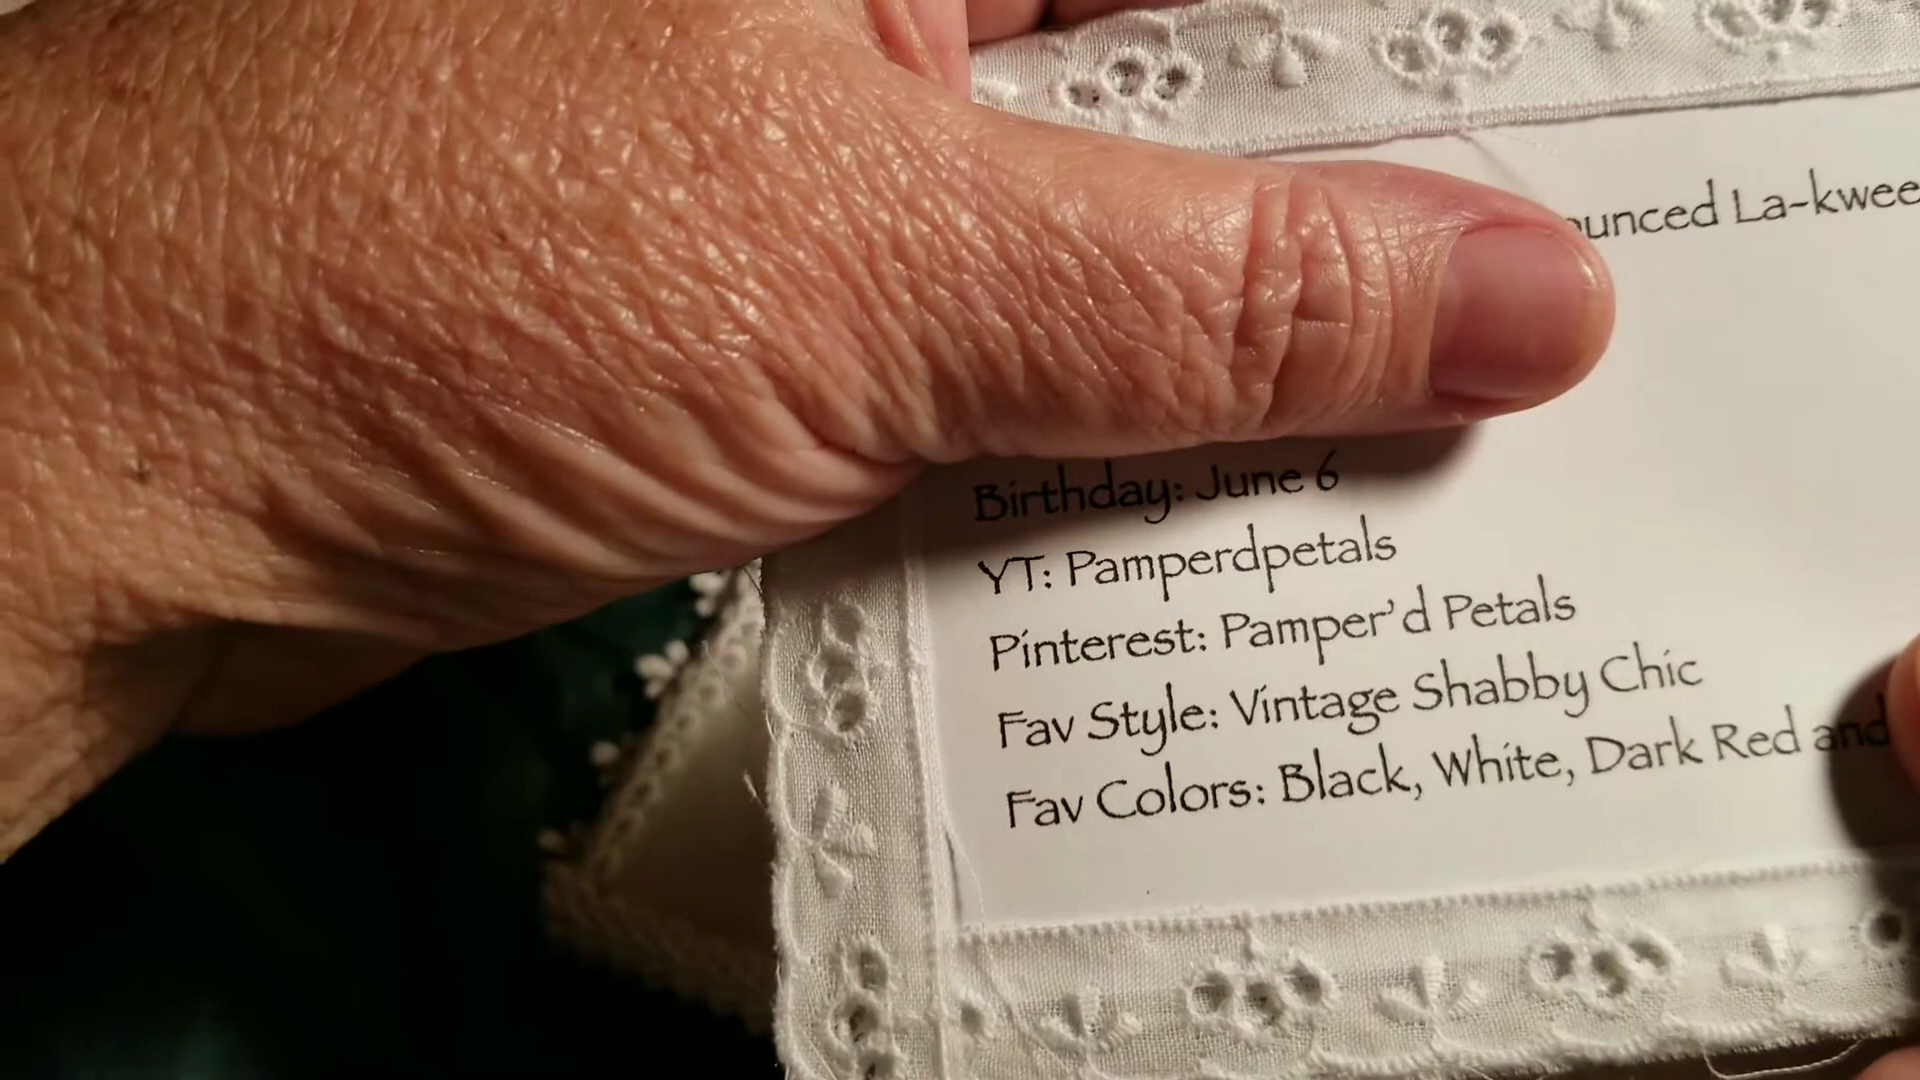 ounced La-kwee
Birthday: June 6
YT: Pamperdpetals
Pinterest: Pamper'd Petals
Fav Style: Vintage Shabby Chic
Fav Colors: Black, White, Dark Red and